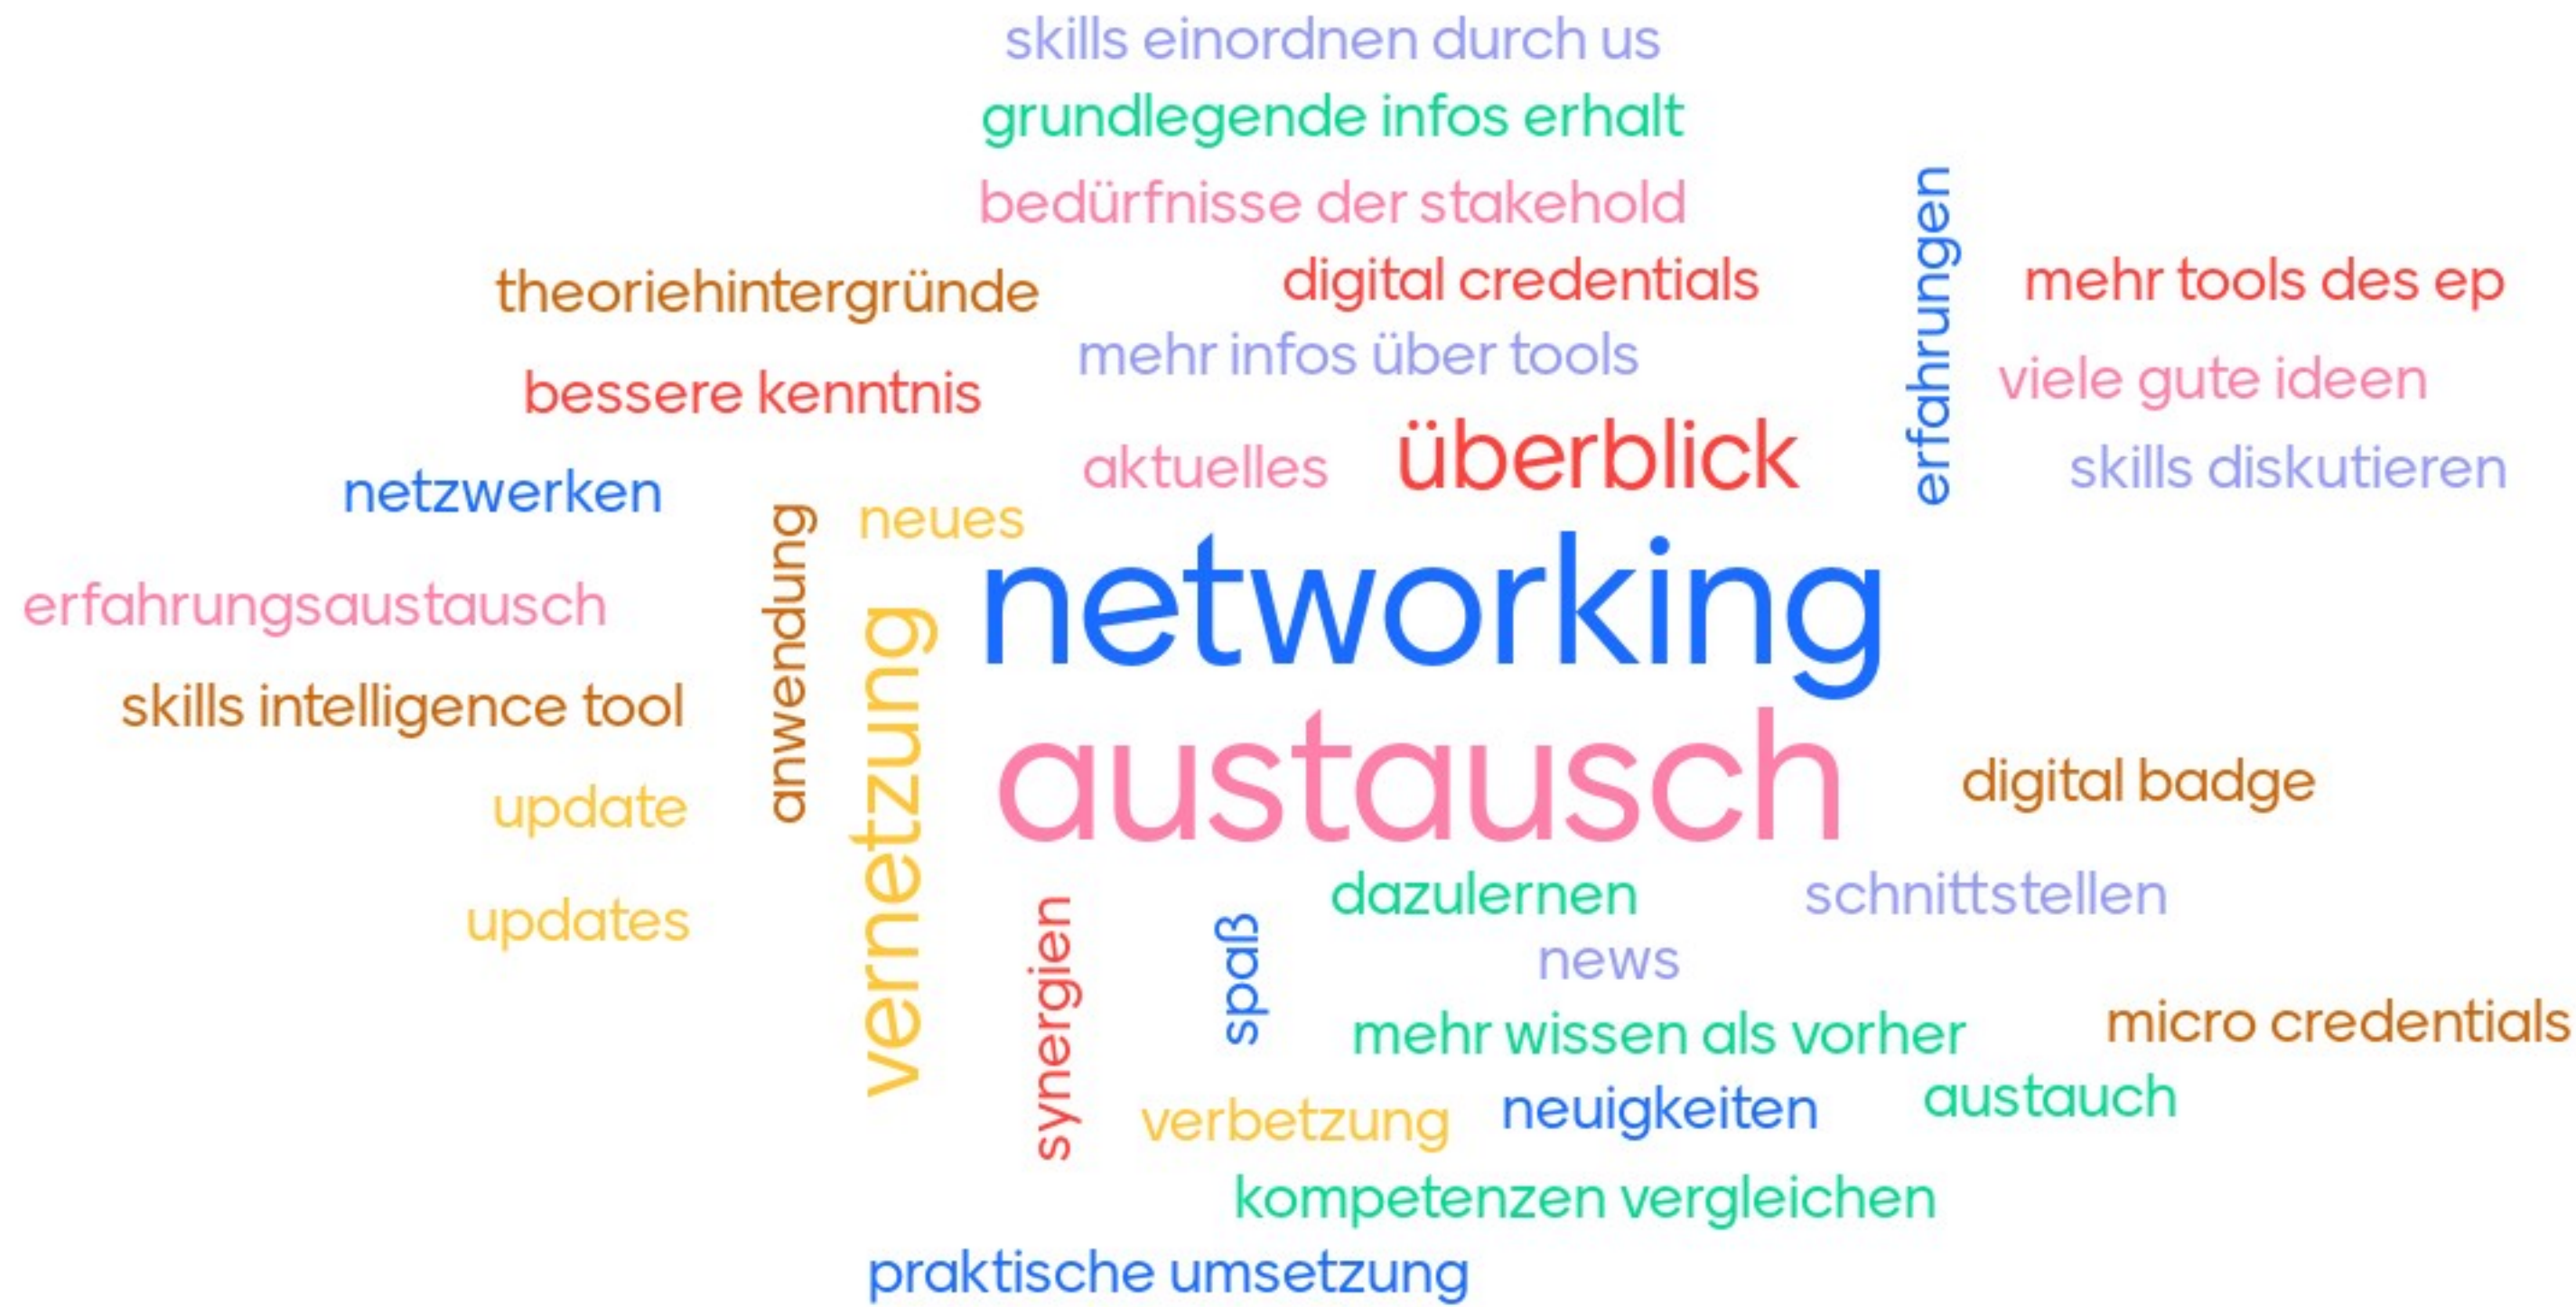 skills einordnen durch us
grundlegende infos erhalt
bedürfnisse der stakehold
erfahrungen
theoriehintergründe
digital credentials
mehr tools des ep
mehr infos über tools
bessere kenntnis
viele gute ideen
aktuelles
überblick
skills diskutieren
netzwerken
anwendung
neues
networking
erfahrungsaustausch
vernetzung
skills intelligence tool
austausch
digital badge
update
dazulernen
schnittstellen
updates
synergien
spaß
news
mehr wissen als vorher
micro credentials
verbetzung
neuigkeiten
austauch
kompetenzen vergleichen
praktische umsetzung